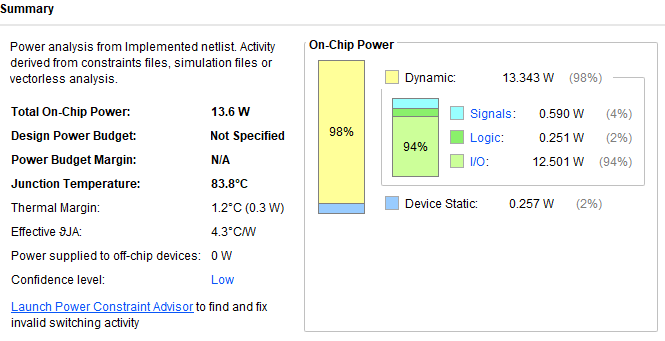 Summary
Power analysis from Implemented netlist. Activity
derived from constraints files, simulation files or
vectorless analysis.
Total On-Chip Power: 13.6 W
Design Power Budget: Not Specified
Power Budget Margin: N/A
Junction Temperature: 83.8°C
Thermal Margin: 1.2°C (0.3 W)
Effective ϑJA: 4.3°C/W
Power supplied to off-chip devices: 0 W
Confidence level: Low
Launch Power Constraint Advisor to find and fix
invalid switching activity
On-Chip Power
98%
Dynamic: 13.343 W (98%)
94%
Signals: 0.590 W (4%)
Logic: 0.251 W (2%)
I/O: 12.501 W (94%)
Device Static: 0.257 W (2%)